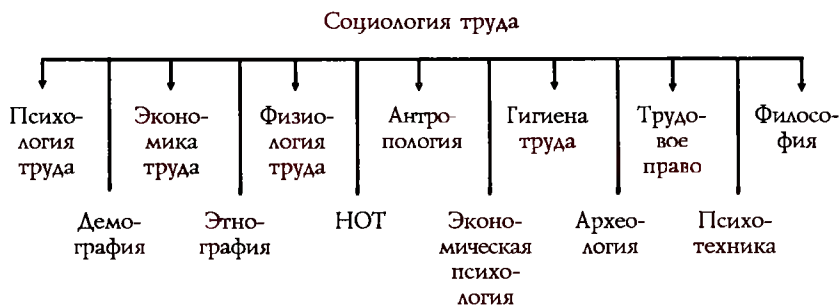 Социология труда
Психо-
логия
труда
Эконо-
мика
труда
Физио-
логия
труда
Антро-
пология
Гигиена
труда
Трудо-
вое
право
Филосо-
фия
Демо-
графия
Этно-
графия
НОТ
Эконо-
мическая
психо-
логия
Архео-
логия
Психо-
техника